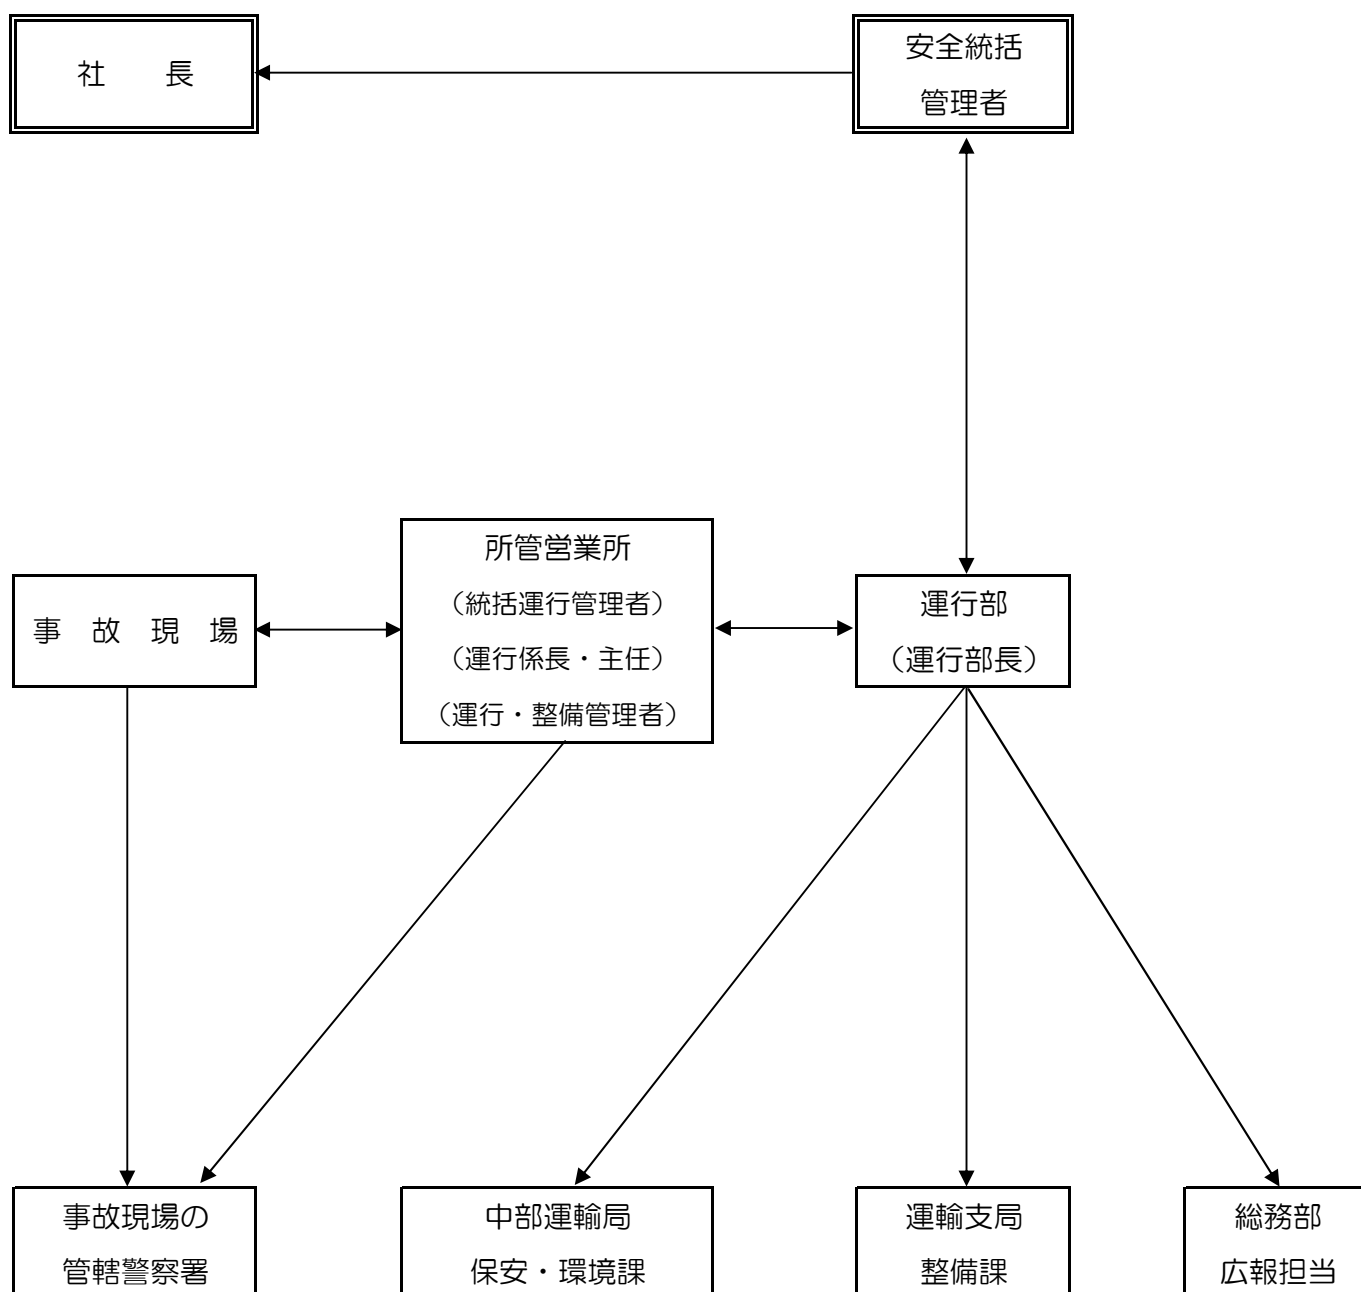 社　　長
安全統括
管理者
所管営業所
（統括運行管理者）
（運行係長・主任）
（運行・整備管理者）
事　故　現　場
運行部
（運行部長）
事故現場の
管轄警察署
中部運輸局
保安・環境課
運輸支局
整備課
総務部
広報担当